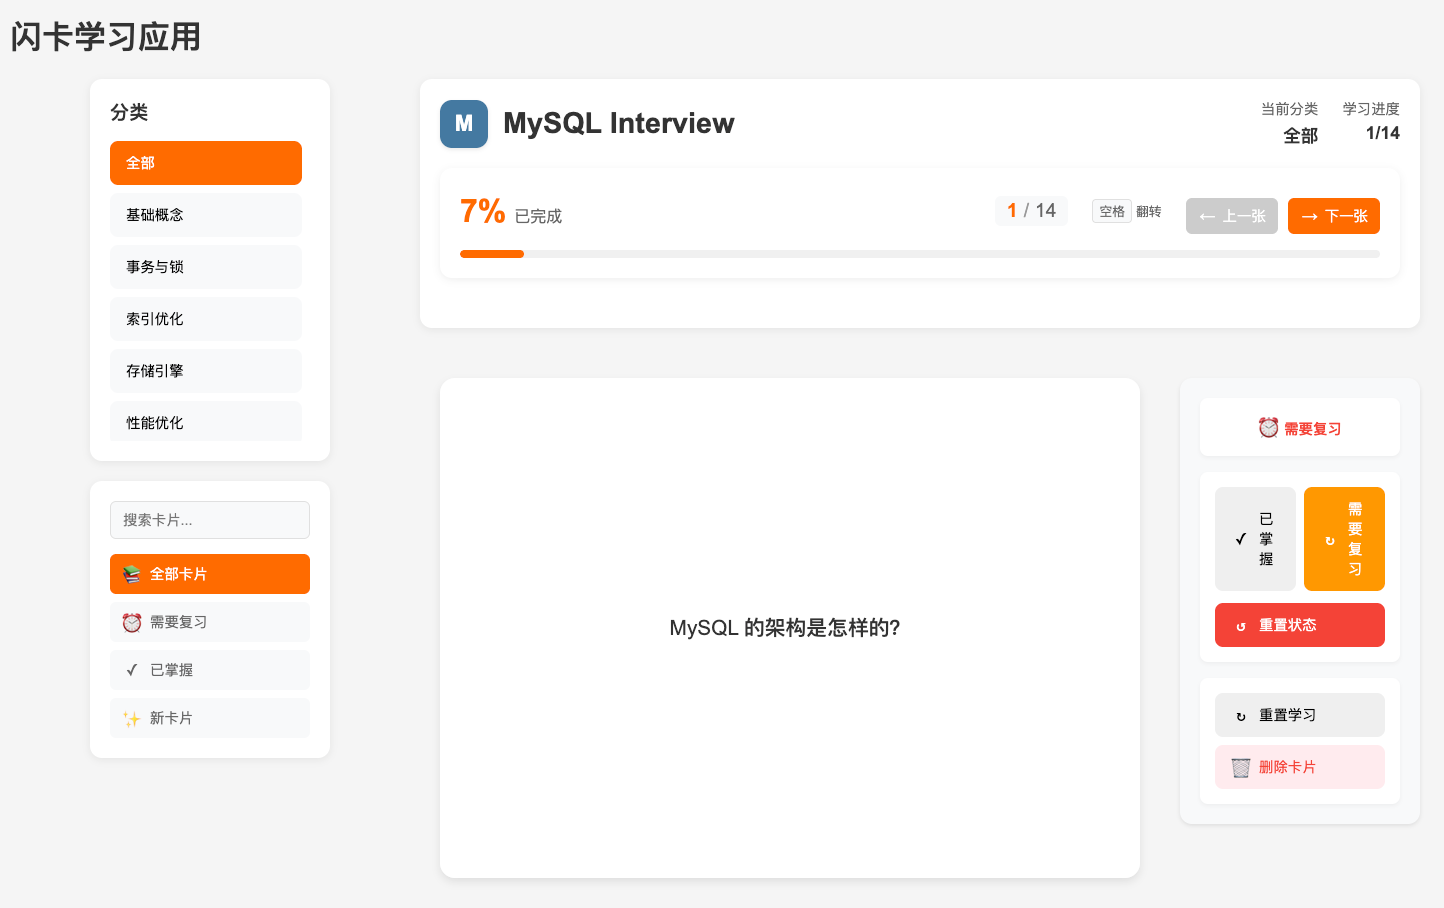 闪卡学习应用
分类
全部
基础概念
事务与锁
索引优化
存储引擎
性能优化
搜索卡片...
📚 全部卡片
⏰ 需要复习
✓ 已掌握
✨ 新卡片
M
MySQL Interview
当前分类
全部
学习进度
1/14
7% 已完成
1 / 14
空格 翻转
← 上一张
→ 下一张
MySQL 的架构是怎样的?
⏰ 需要复习
✓ 已掌握
↻ 需要复习
↺ 重置状态
↻ 重置学习
🗑️ 删除卡片